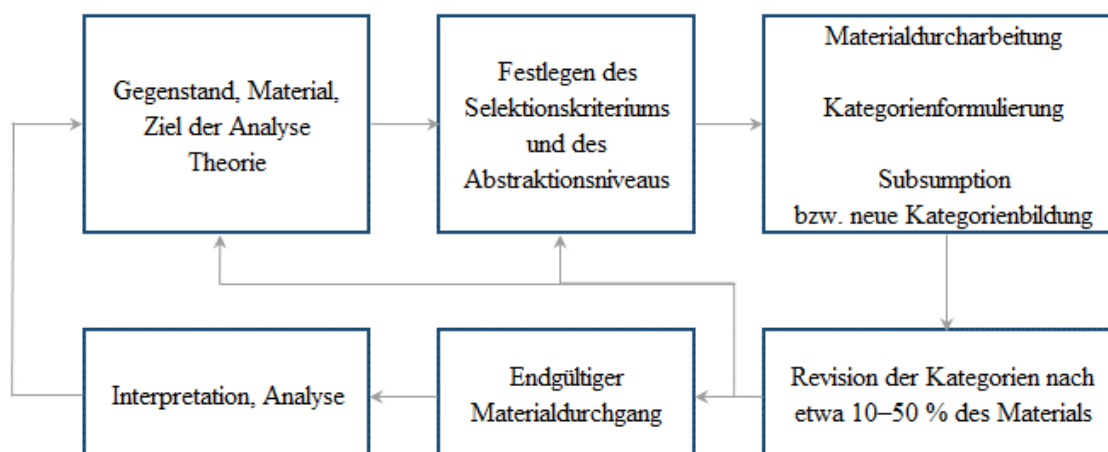 Gegenstand, Material,
Ziel der Analyse
Theorie
Festlegen des
Selektionskriteriums
und des
Abstraktionsniveaus
Materialdurcharbeitung
Kategorienformulierung
Subsumption
bzw. neue Kategorienbildung
Revision der Kategorien nach
etwa 10–50 % des Materials
Endgültiger
Materialdurchgang
Interpretation, Analyse